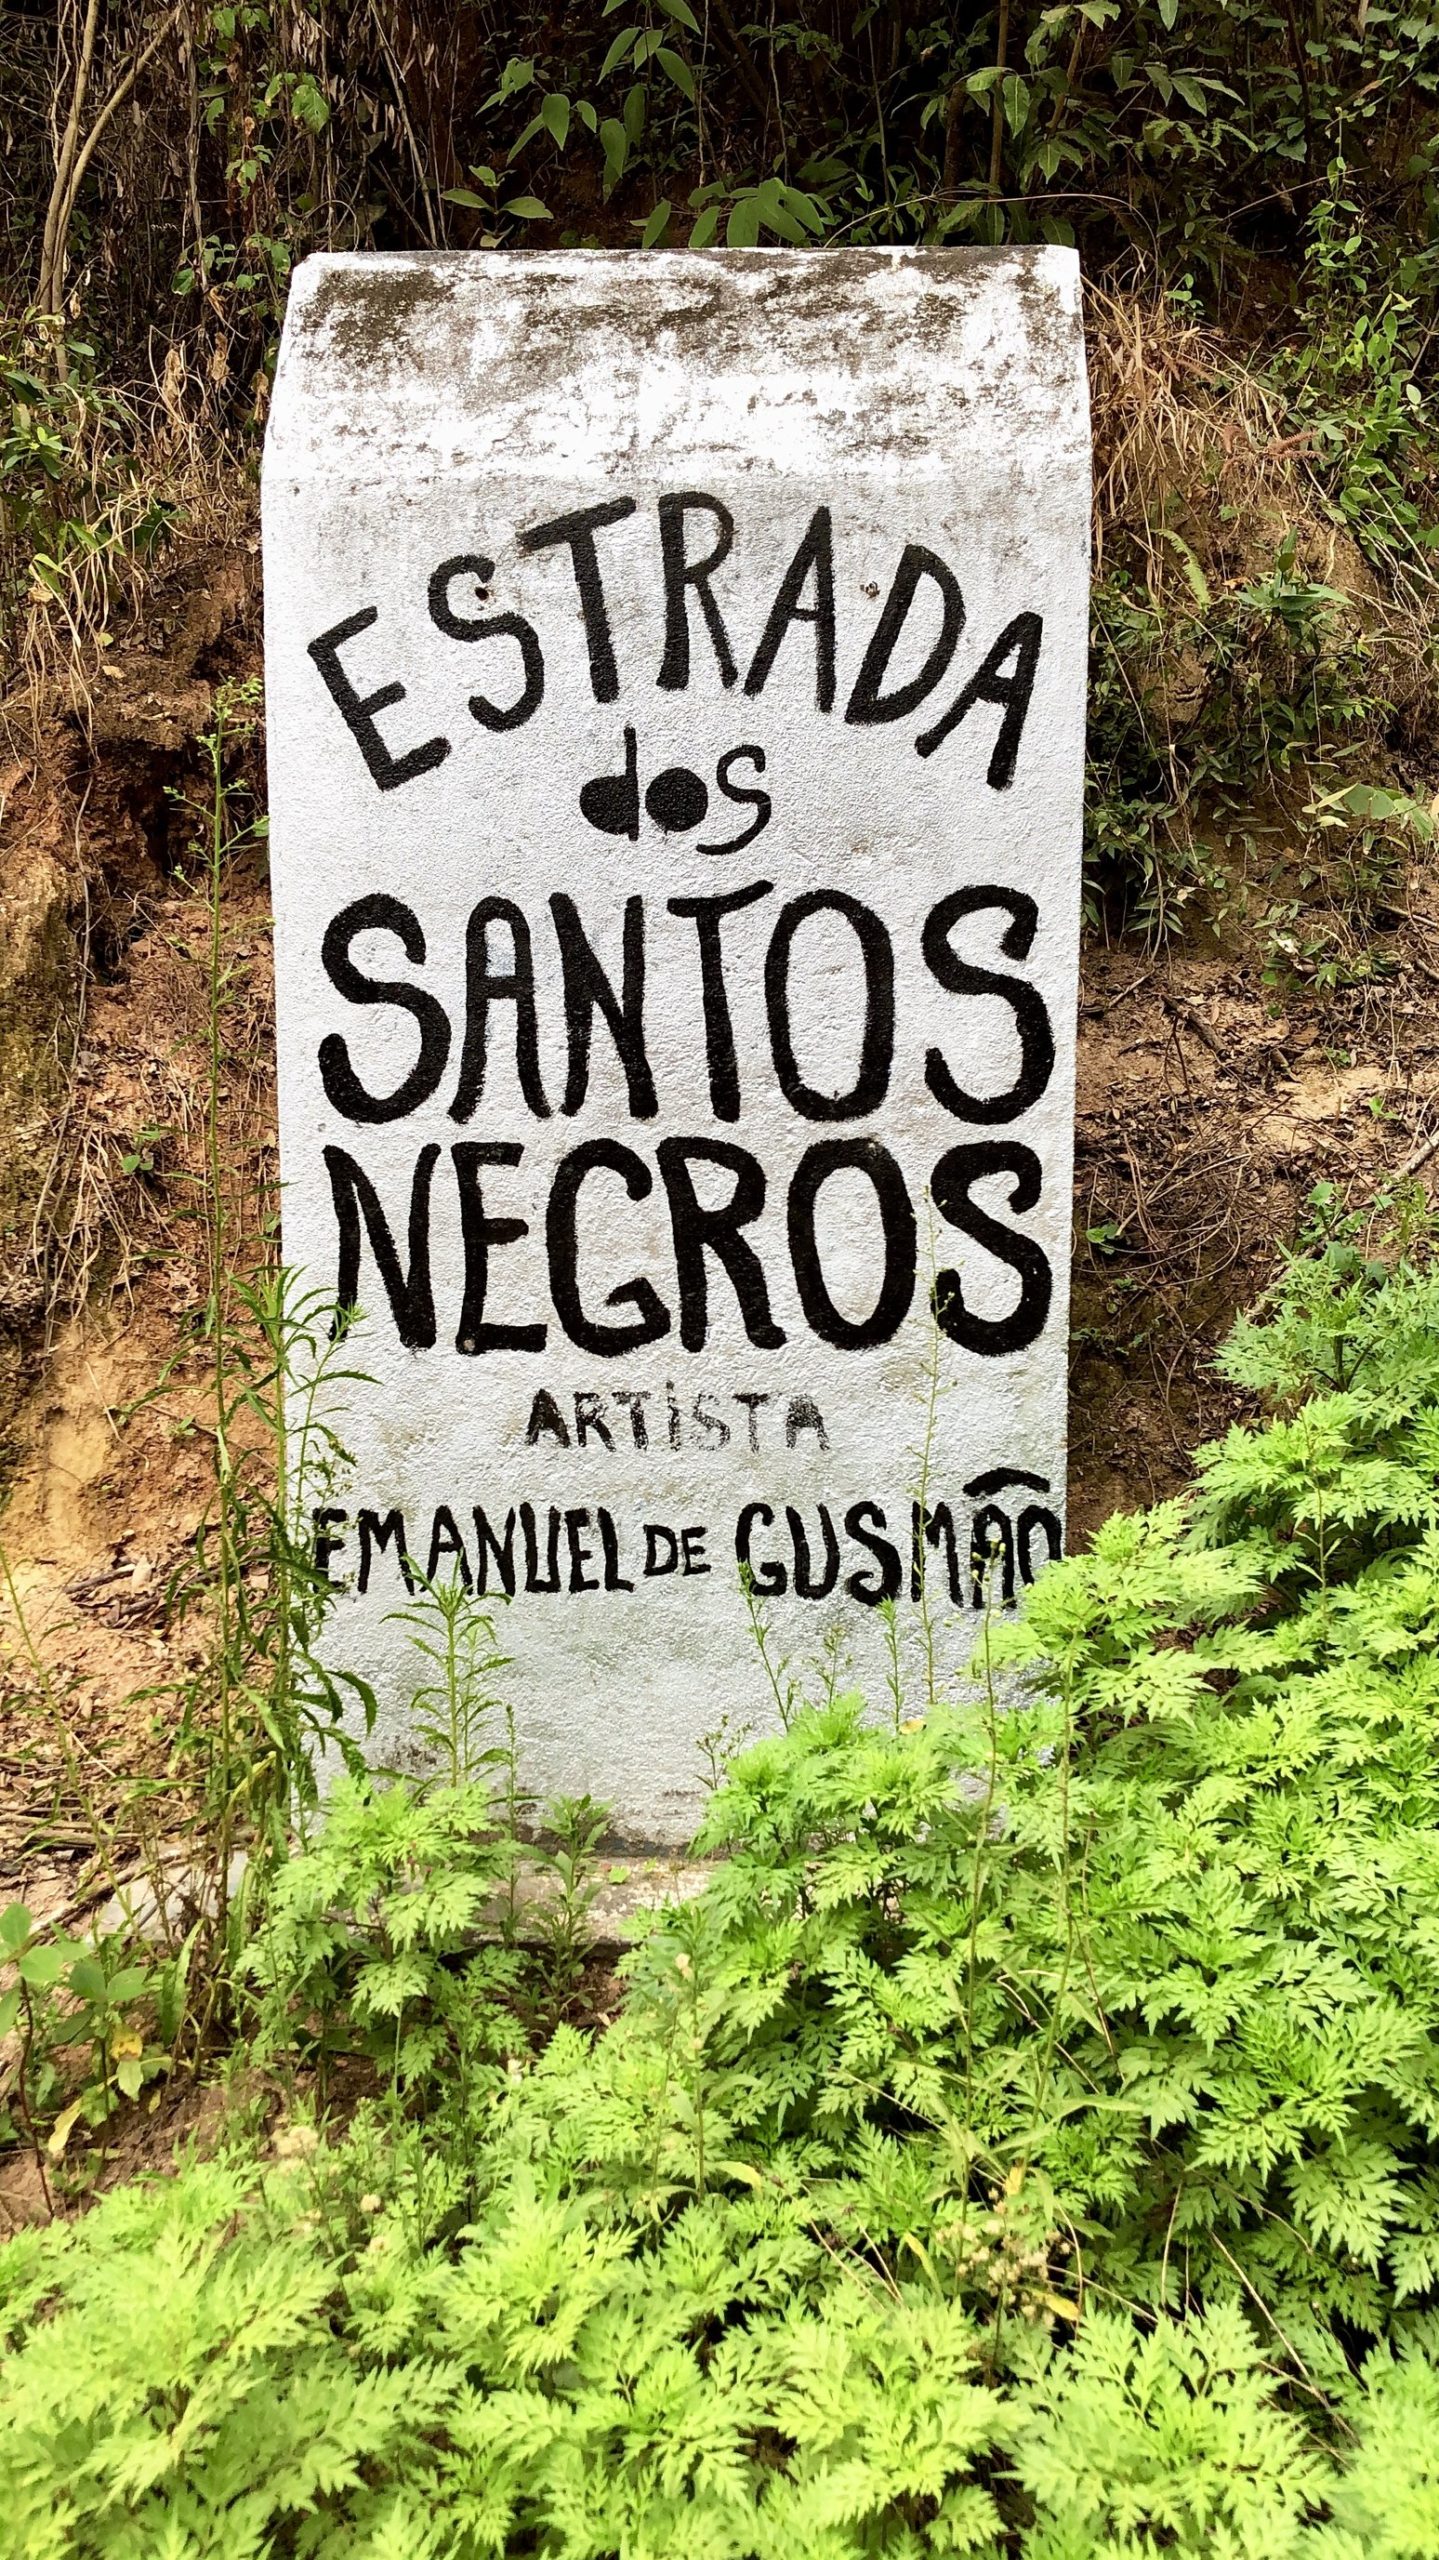 ESTRADA
dos
SANTOS
NEGROS
ARTiSTA
EMANUEL DE GUSMÃO